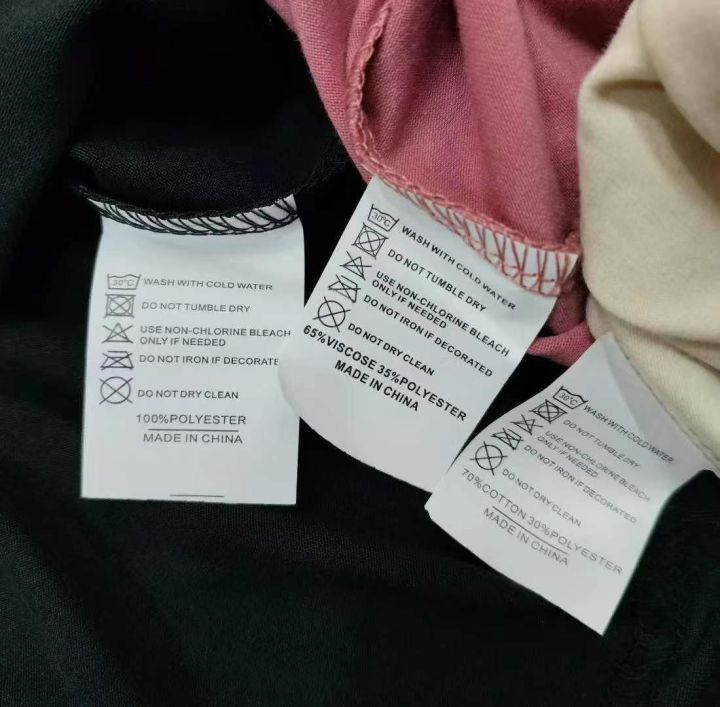 30°C WASH WITH COLD WATER
DO NOT TUMBLE DRY
USE NON-CHLORINE BLEACH
ONLY IF NEEDED
DO NOT IRON IF DECORATE
DO NOT DRY CLEAN
100%POLYESTER
MADE IN CHINA
30°C WASH WITH COLD WATER
DO NOT TUMBLE DRY
USE NON-CHLORINE BLEACH
ONLY IF NEEDED
DO NOT IRON IF DECORATED
DO NOT DRY CLEAN
65%VISCOSE 35%POLYESTER
MADE IN CHINA
30°C WASH WITH COLD WATER
DO NOT TUMBLE DRY
USE NON-CHLORINE BLEACH
ONLY IF NEEDED
DO NOT IRON IF DECORATED
DO NOT DRY CLEAN
70%COTTON 30%POLYESTER
MADE IN CHINA